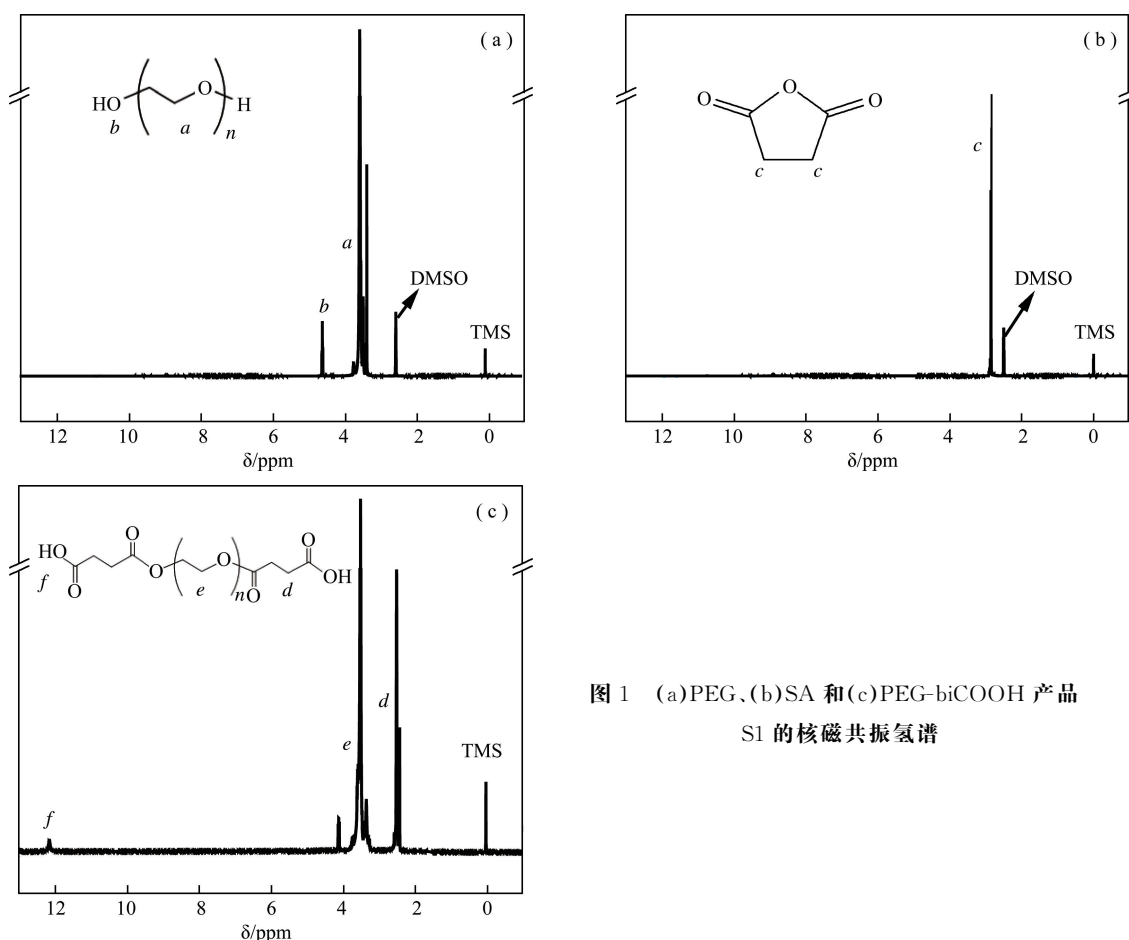 (a)
HO
O
H
b
a
n
a
b
DMSO
TMS
12 10 8 6 4 2 0
δ/ppm
(b)
O
O
O
c
c
c
DMSO
TMS
12 10 8 6 4 2 0
δ/ppm
(c)
HO
O
O
O
O
O
O
OH
f
e
n
d
d
e
f
TMS
12 10 8 6 4 2 0
δ/ppm
图 1 (a)PEG、(b)SA 和(c)PEG-biCOOH 产品
S1 的核磁共振氢谱